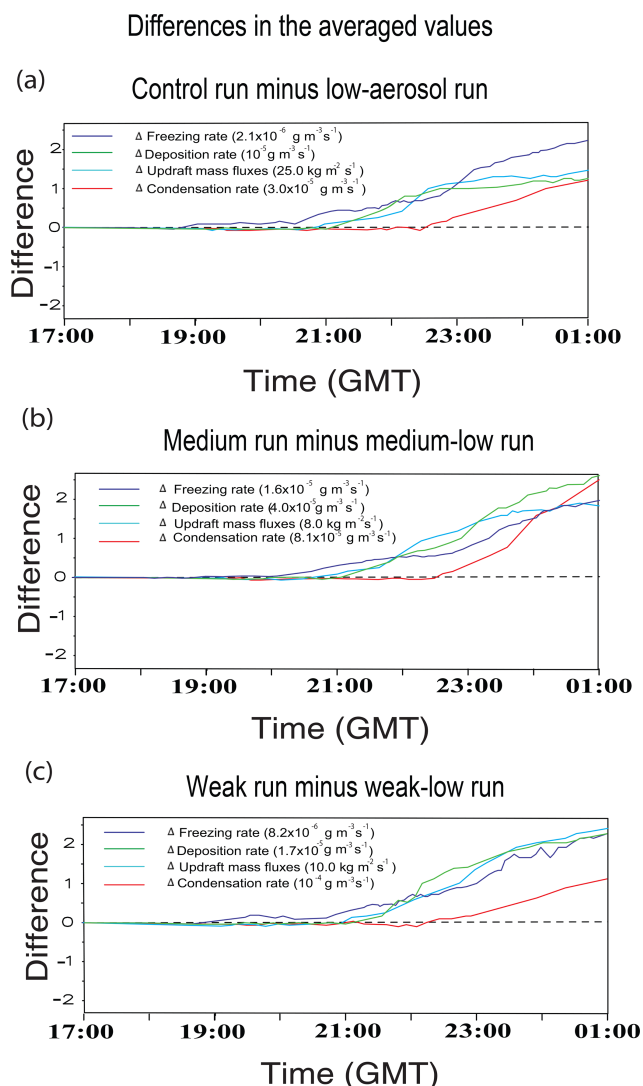 Differences in the averaged values
(a)
Control run minus low-aerosol run
Δ Freezing rate (2.1x10⁻⁶ g m⁻³s⁻¹)
Δ Deposition rate (10⁻⁵g m⁻³s⁻¹)
Δ Updraft mass fluxes (25.0 kg m⁻²s⁻¹)
Δ Condensation rate (3.0x10⁻⁵ g m⁻³s⁻¹)
2
1
0
-1
-2
Difference
17:00 19:00 21:00 23:00 01:00
Time (GMT)
(b)
Medium run minus medium-low run
Δ Freezing rate (1.6x10⁻⁵ g m⁻³s⁻¹)
Δ Deposition rate (4.0x10⁻⁵g m⁻³s⁻¹)
Δ Updraft mass fluxes (8.0 kg m⁻²s⁻¹)
Δ Condensation rate (8.1x10⁻⁵ g m⁻³s⁻¹)
2
1
0
-1
-2
Difference
17:00 19:00 21:00 23:00 01:00
Time (GMT)
(c)
Weak run minus weak-low run
Δ Freezing rate (8.2x10⁻⁶ g m⁻³s⁻¹)
Δ Deposition rate (1.7x10⁻⁵g m⁻³s⁻¹)
Δ Updraft mass fluxes (10.0 kg m⁻²s⁻¹)
Δ Condensation rate (10⁻⁴ g m⁻³s⁻¹)
2
1
0
-1
-2
Difference
17:00 19:00 21:00 23:00 01:00
Time (GMT)